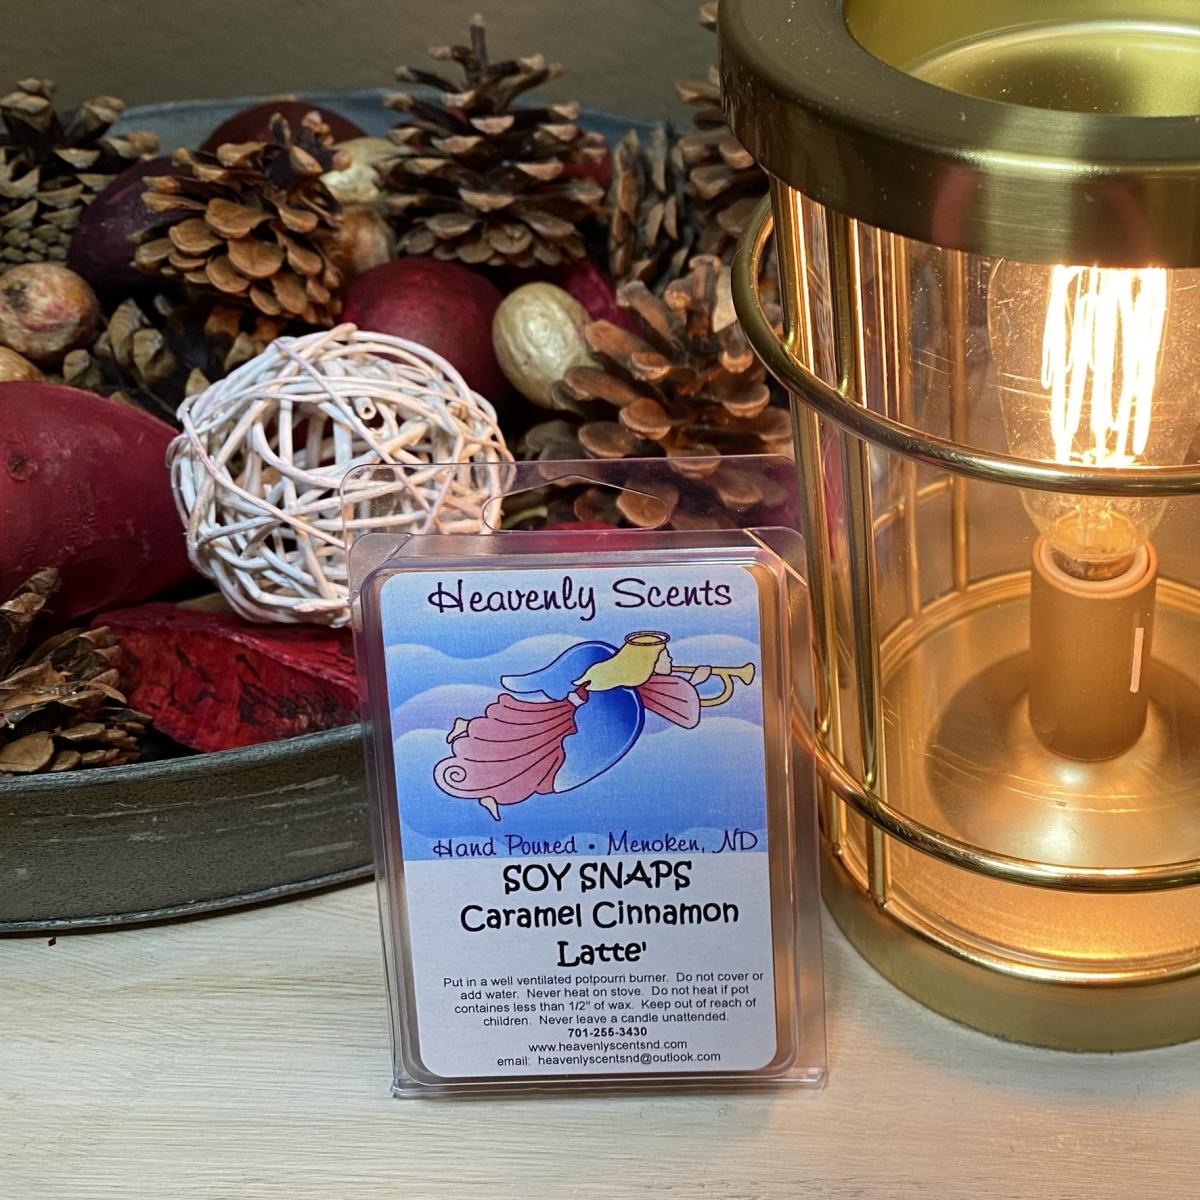 Heavenly Scents
Hand Poured • Menoken, ND
SOY SNAPS
Caramel Cinnamon
Latte'
Put in a well ventilated potpourri burner. Do not cover or
add water. Never heat on stove. Do not heat if pot
containes less than 1/2" of wax. Keep out of reach of
children. Never leave a candle unattended.
701-255-3430
www.heavenlyscentsnd.com
email: heavenlyscentsnd@outlook.com